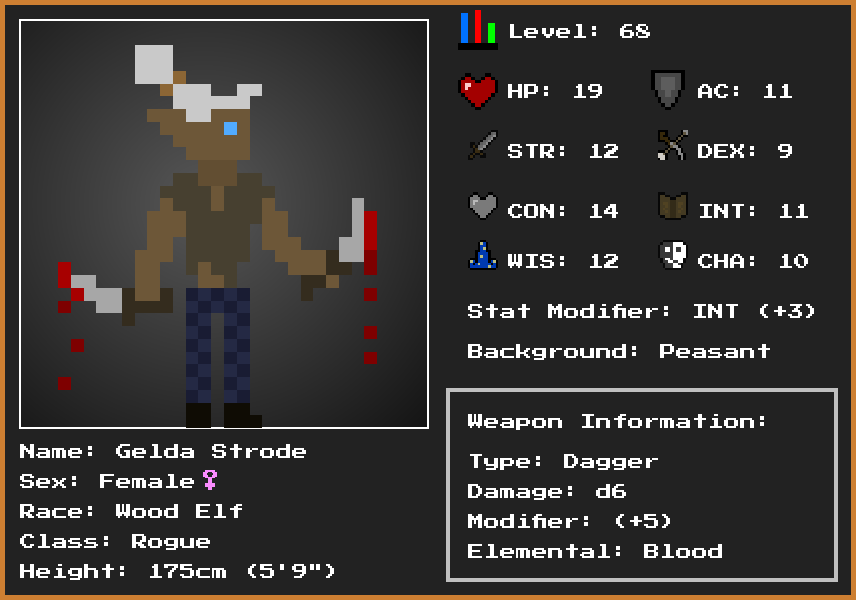 Level: 68
HP: 19 AC: 11
STR: 12 DEX: 9
CON: 14 INT: 11
WIS: 12 CHA: 10
Stat Modifier: INT (+3)
Background: Peasant
Weapon Information:
Type: Dagger
Damage: d6
Modifier: (+5)
Elemental: Blood
Name: Gelda Strode
Sex: Female♀
Race: Wood Elf
Class: Rogue
Height: 175cm (5'9")